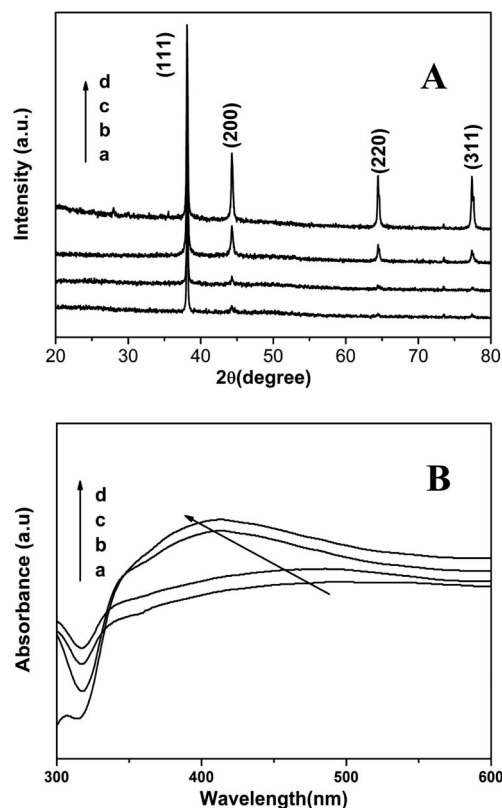 A
(111)
(200)
(220)
(311)
d
c
b
a
Intensity (a.u.)
20 30 40 50 60 70 80
2θ(degree)
B
d
c
b
a
Absorbance (a.u)
300 400 500 600
Wavelength(nm)